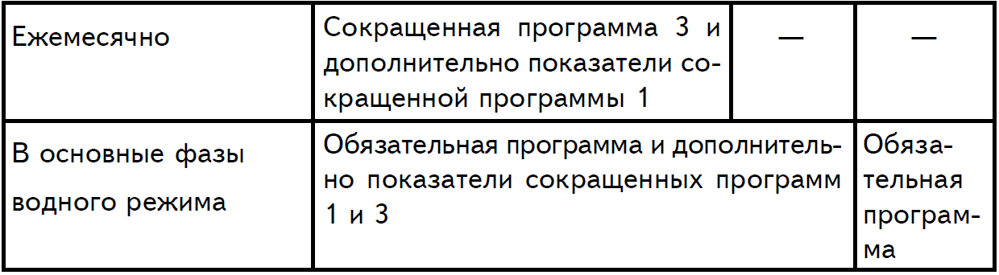 Ежемесячно
Сокращенная программа 3 и
дополнительно показатели со-
кращенной программы 1
—
—
В основные фазы
водного режима
Обязательная программа и дополнитель-
но показатели сокращенных программ
1 и 3
Обяза-
тельная
програм-
ма